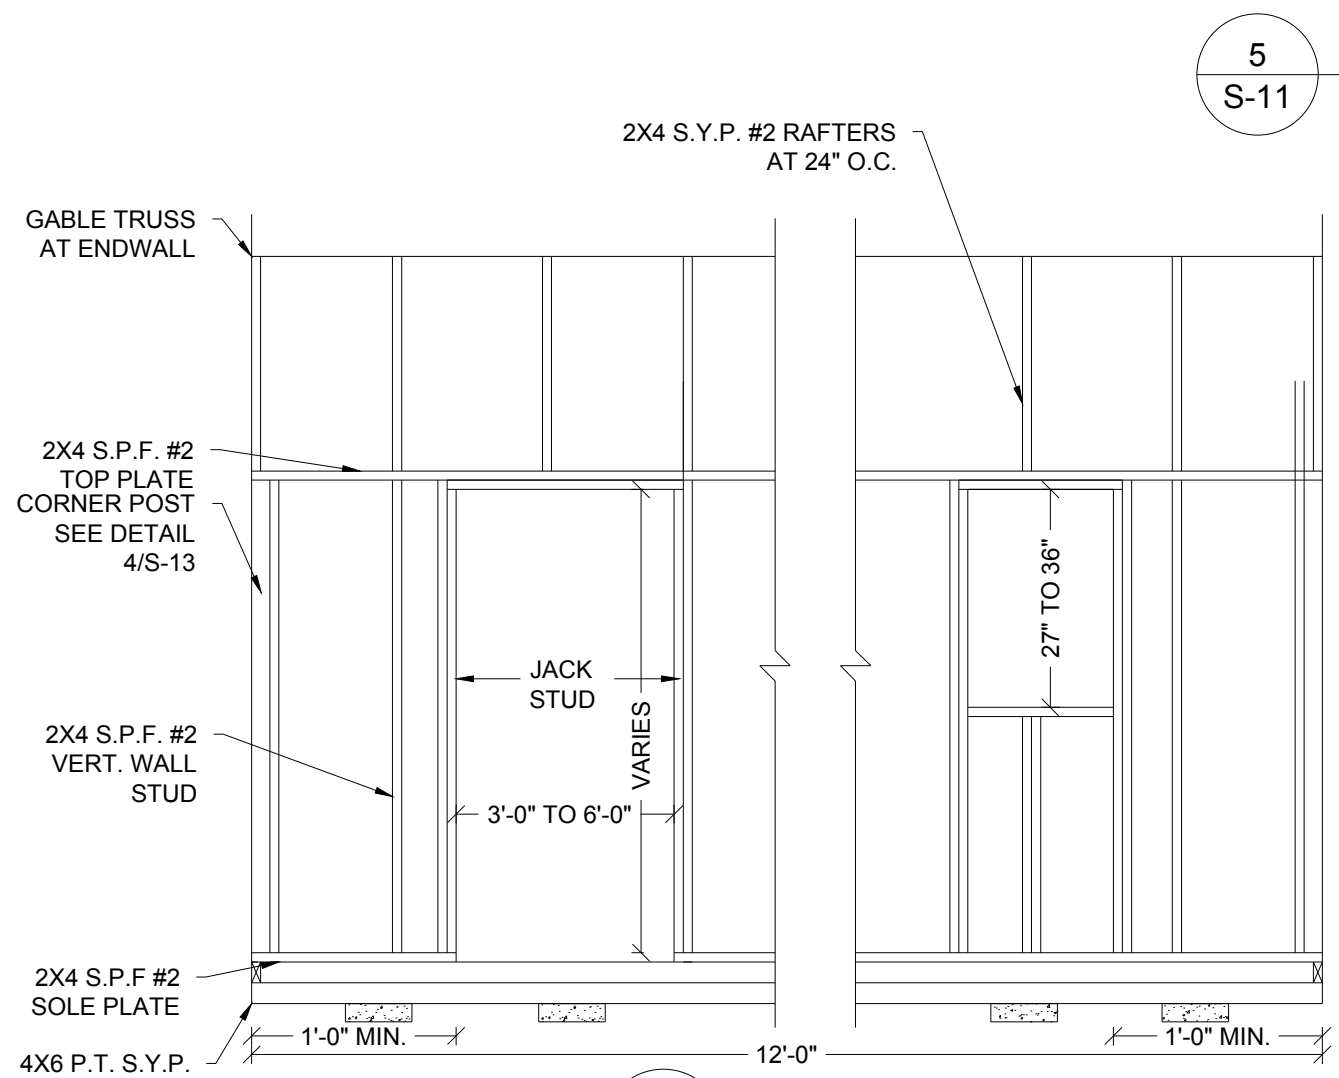 5
S-11
2X4 S.Y.P. #2 RAFTERS
AT 24" O.C.
GABLE TRUSS
AT ENDWALL
2X4 S.P.F. #2
TOP PLATE
CORNER POST
SEE DETAIL
4/S-13
27" TO 36"
JACK
STUD
VARIES
2X4 S.P.F. #2
VERT. WALL
STUD
3'-0" TO 6'-0"
2X4 S.P.F #2
SOLE PLATE
1'-0" MIN.
1'-0" MIN.
12'-0"
4X6 P.T. S.Y.P.